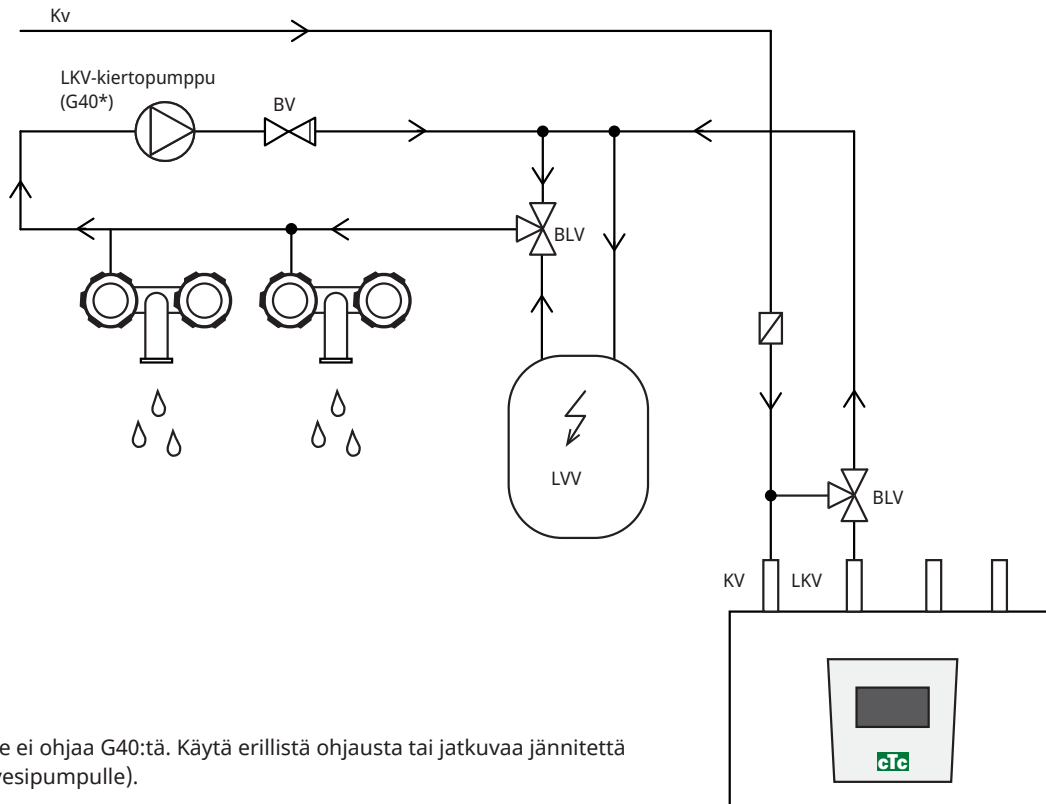 Kv
LKV-kiertopumppu
(G40*)
BV
BLV
LVV
BLV
KV
LKV
ei ohjaa G40:tä. Käytä erillistä ohjausta tai jatkuvaa jännitettä
cTc